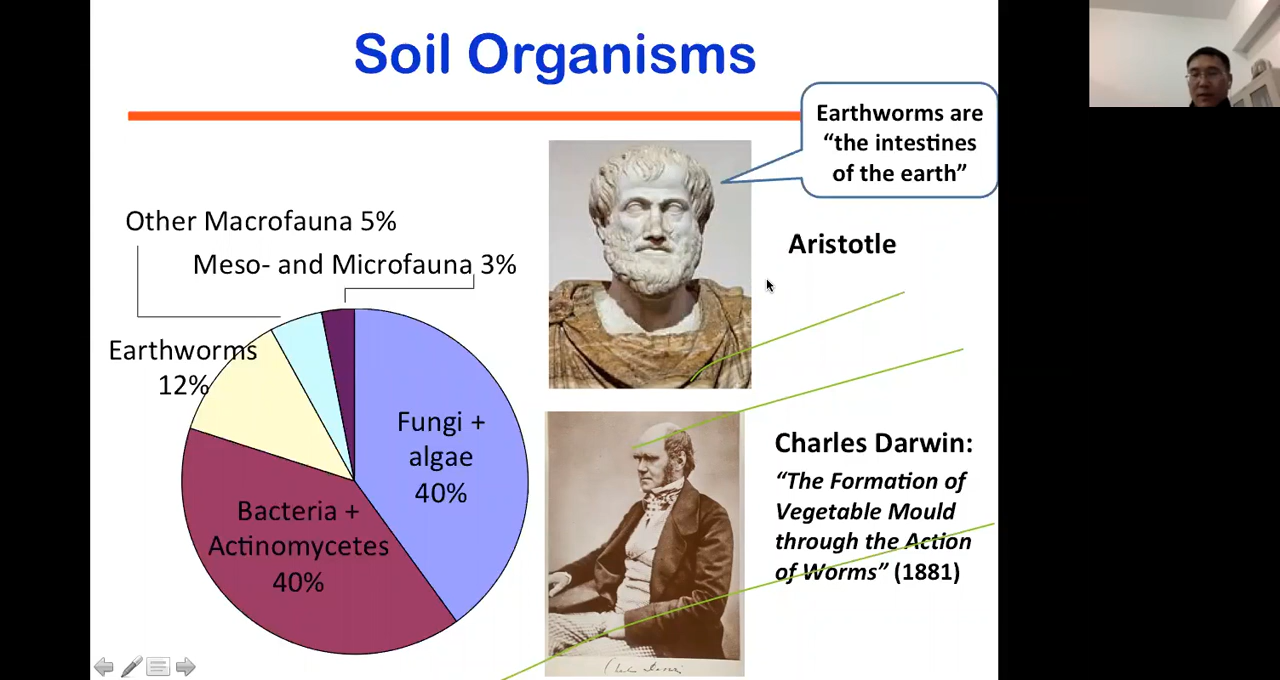 Soil Organisms
Earthworms are
“the intestines
of the earth”
Aristotle
Other Macrofauna 5%
Meso- and Microfauna 3%
Earthworms
12%
Fungi +
algae
40%
Bacteria +
Actinomycetes
40%
Charles Darwin:
“The Formation of
Vegetable Mould
through the Action
of Worms” (1881)